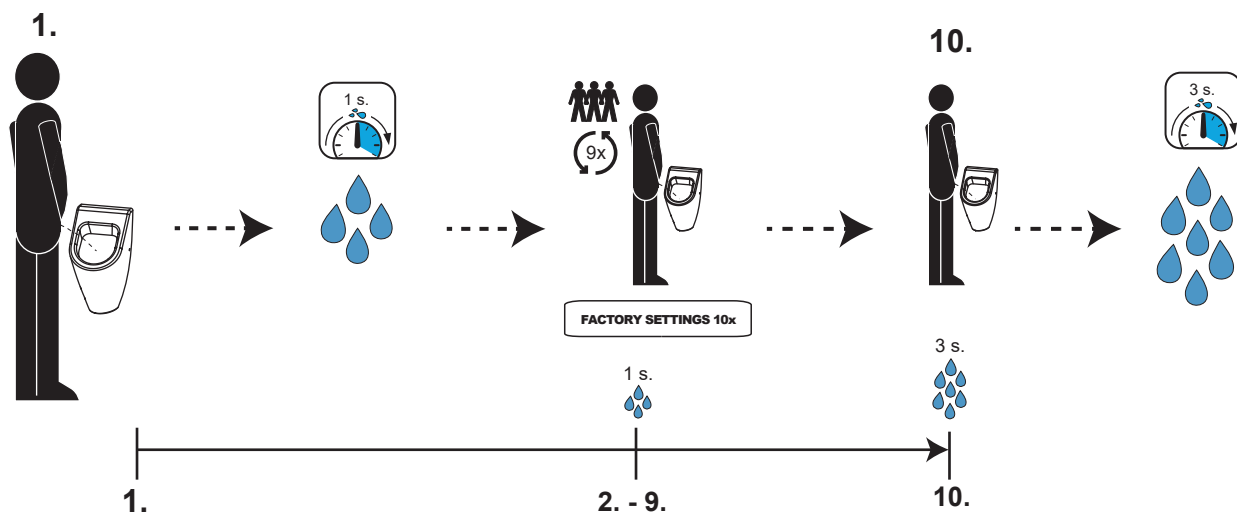 1.
10.
1 s.
3 s.
9x
FACTORY SETTINGS 10x
1 s.
3 s.
1.
2. - 9.
10.